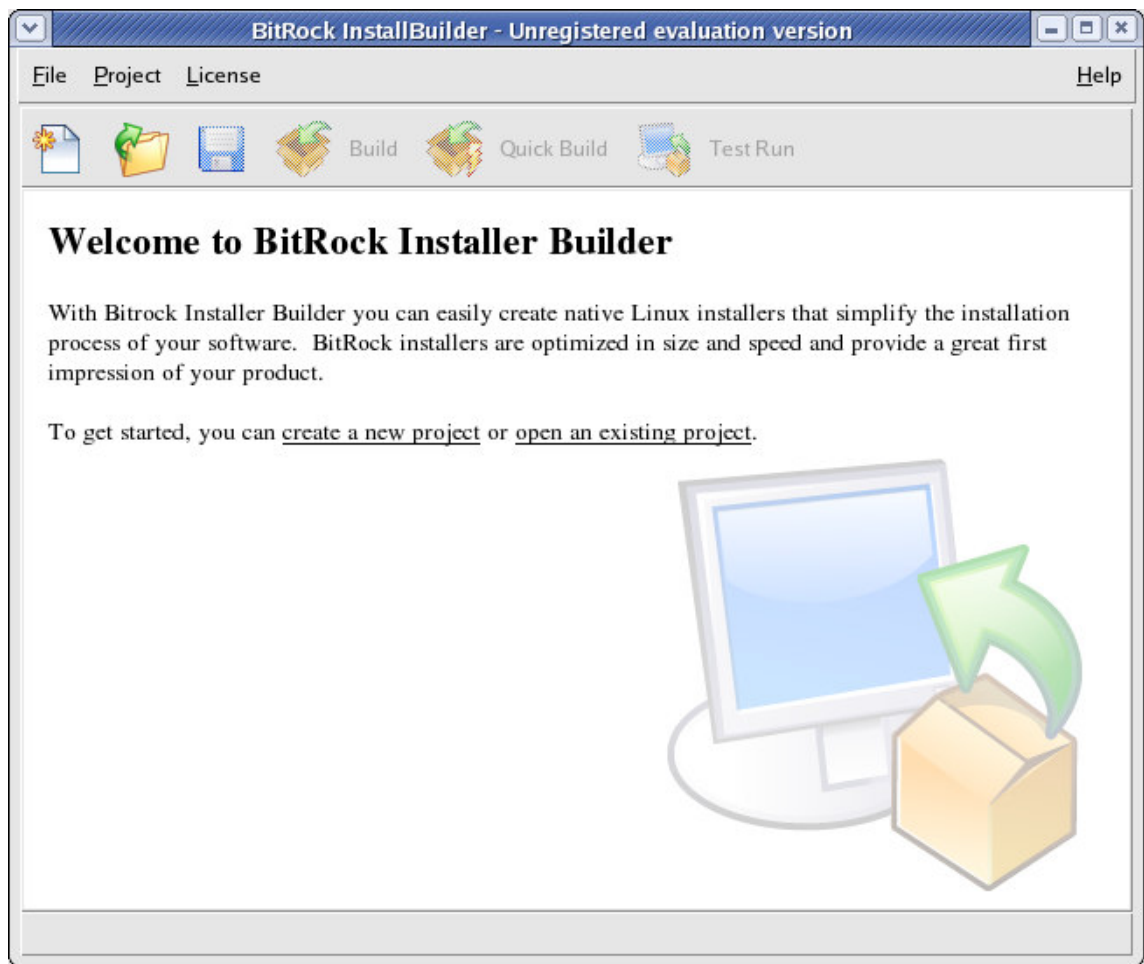 BitRock InstallBuilder - Unregistered evaluation version
File Project License Help
Build Quick Build Test Run
Welcome to BitRock Installer Builder
With Bitrock Installer Builder you can easily create native Linux installers that simplify the installation
process of your software.  BitRock installers are optimized in size and speed and provide a great first
impression of your product.
To get started, you can create a new project or open an existing project.